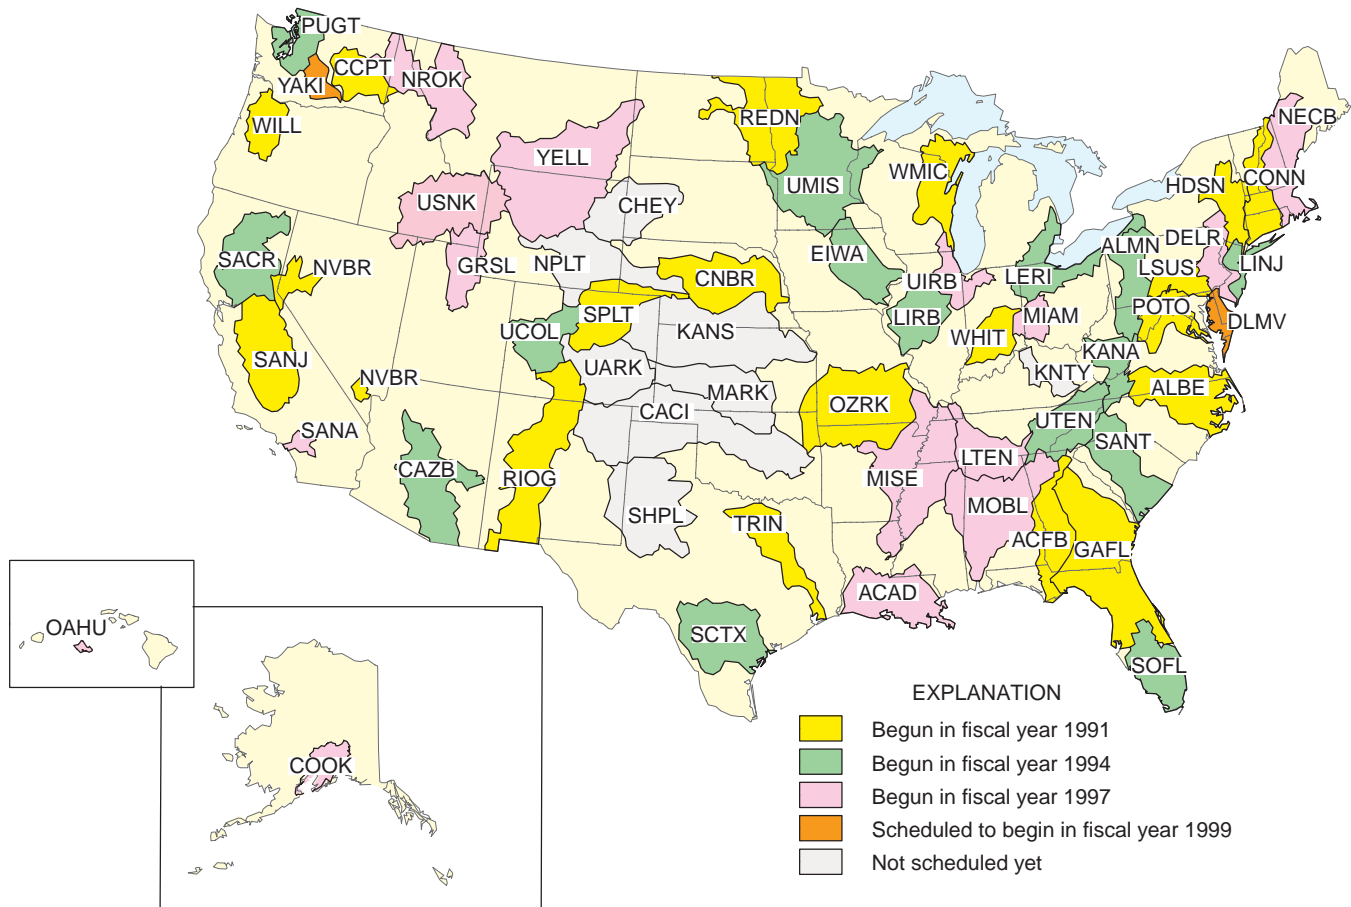 PUGT
CCPT
YAKI
NROK
WILL
REDN
NECB
YELL
WMIC
UMIS
HDSN
CONN
USNK
CHEY
SACR
NVBR
GRSL
NPLT
EIWA
DELR
ALMN
LSUS
LINJ
CNBR
UIRB
LERI
SPLT
LIRB
MIAM
POTO
DLMV
UCOL
KANS
WHIT
SANJ
KANA
UARK
KNTY
NVBR
MARK
ALBE
CACI
OZRK
UTEN
SANA
SANT
CAZB
RIOG
LTEN
MISE
SHPL
MOBL
TRIN
ACFB
GAFL
ACAD
OAHU
SCTX
SOFL
COOK
EXPLANATION
Begun in fiscal year 1991
Begun in fiscal year 1994
Begun in fiscal year 1997
Scheduled to begin in fiscal year 1999
Not scheduled yet